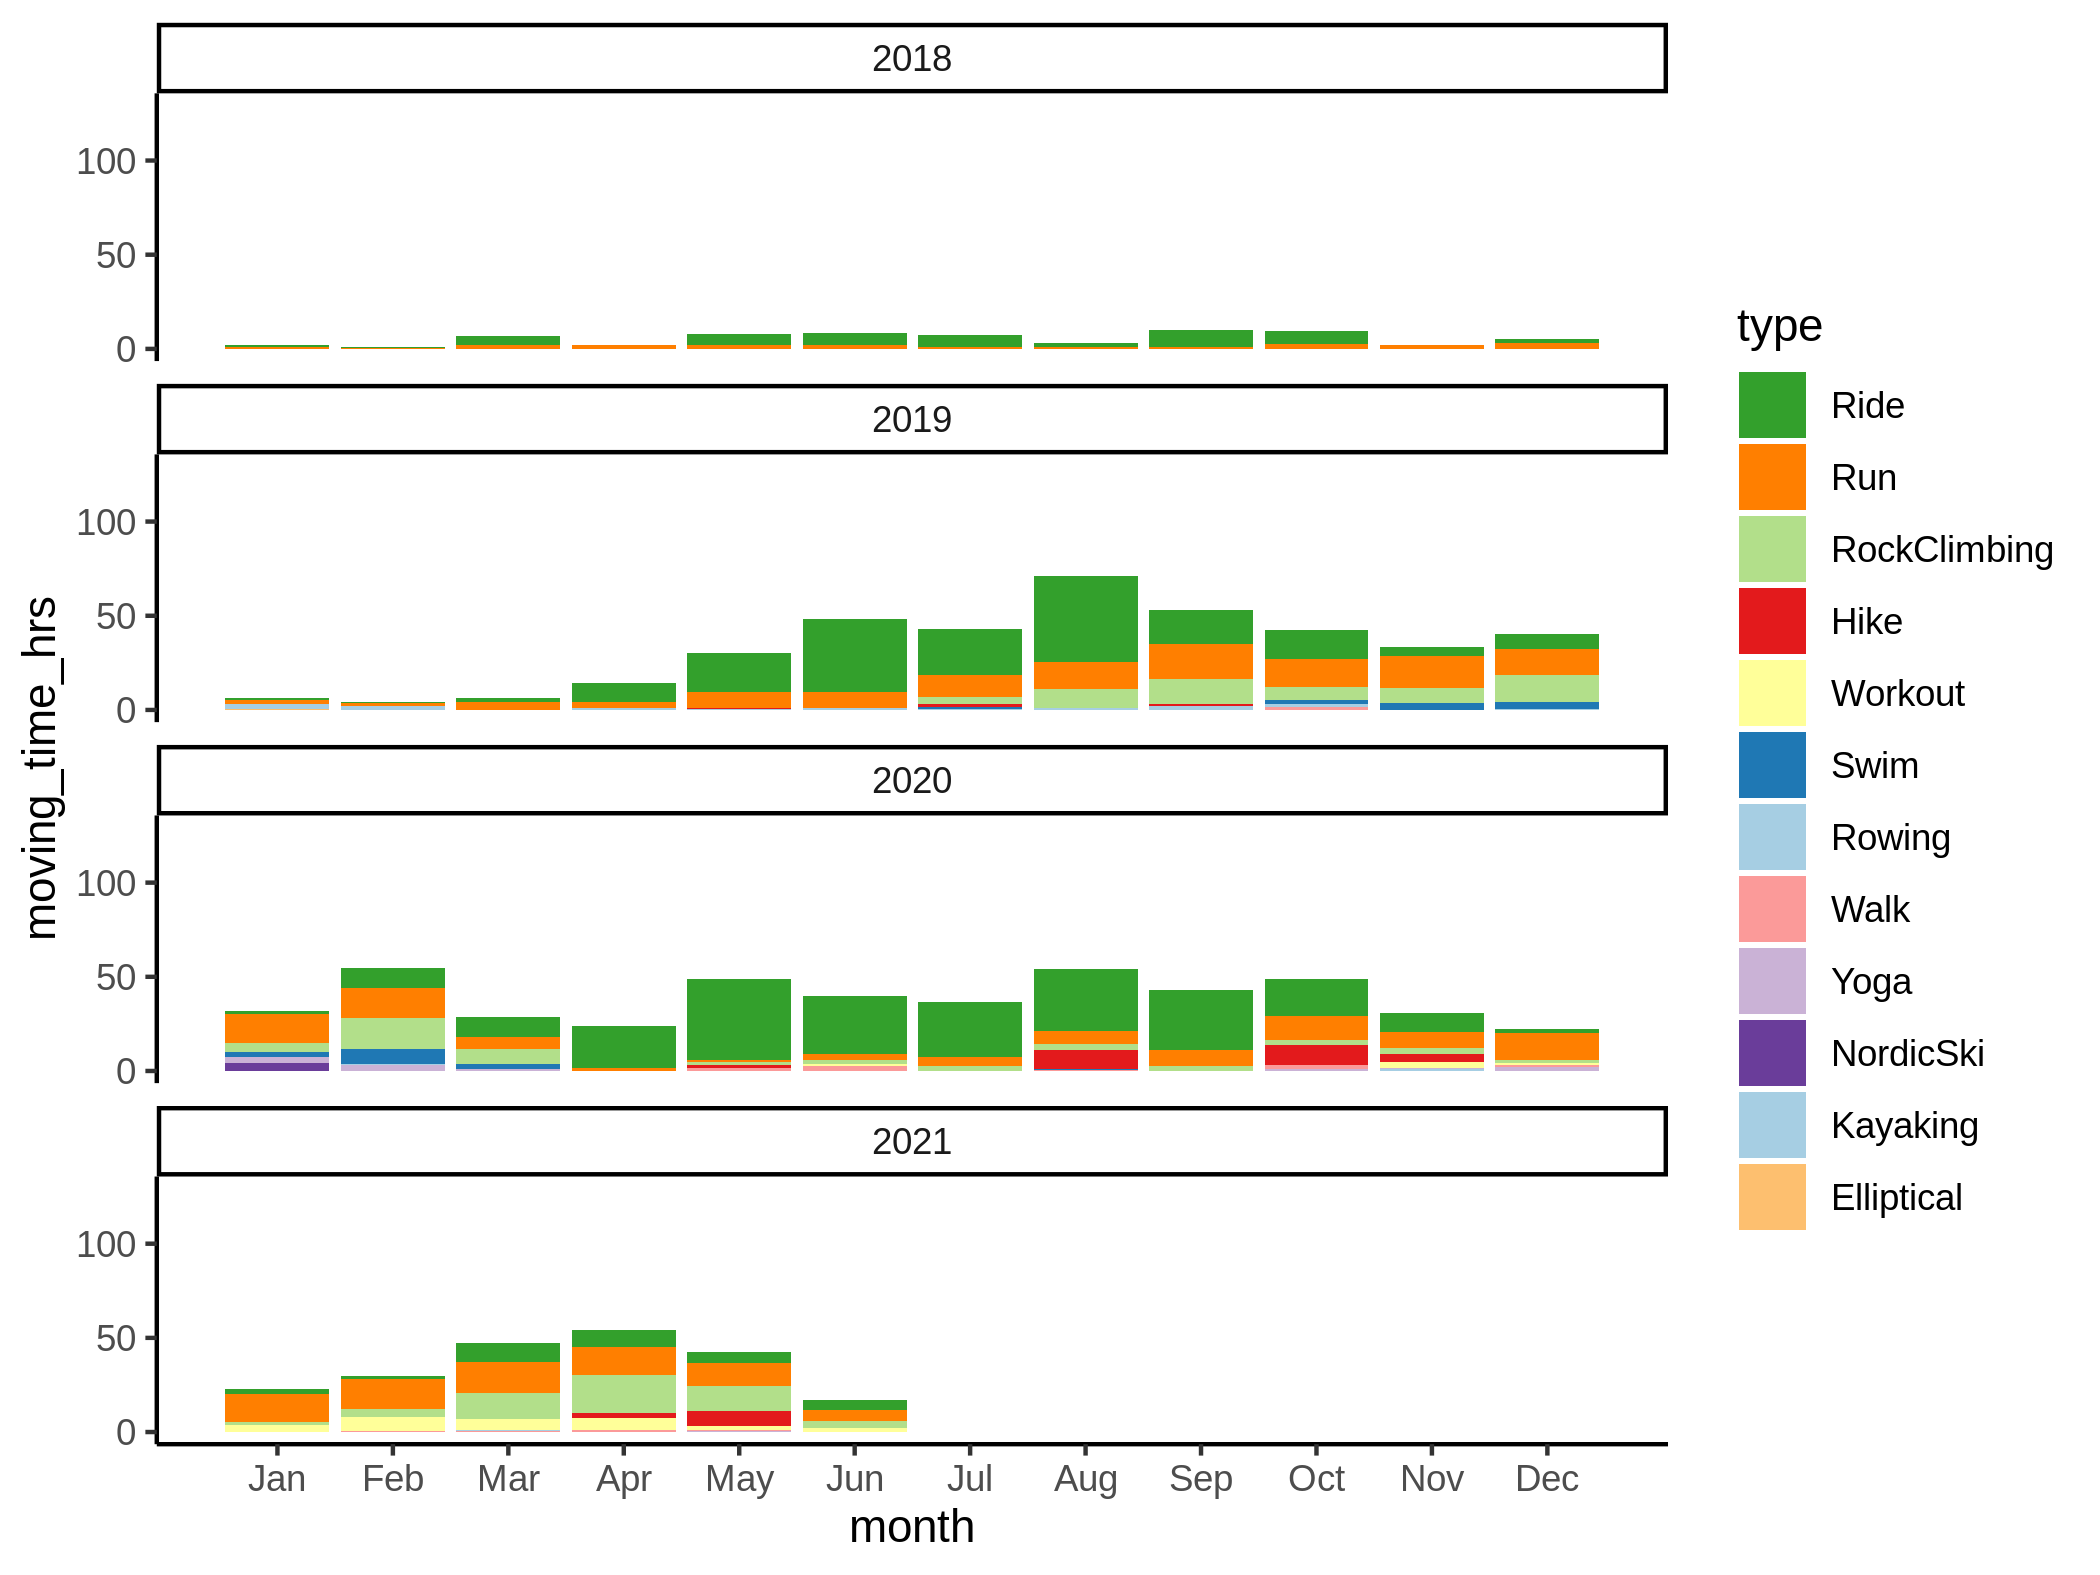 2018
100
50
0
2019
100
50
0
2020
100
50
0
2021
100
50
0
Jan Feb Mar Apr May Jun Jul Aug Sep Oct Nov Dec
month
moving_time_hrs
type
Ride
Run
RockClimbing
Hike
Workout
Swim
Rowing
Walk
Yoga
NordicSki
Kayaking
Elliptical